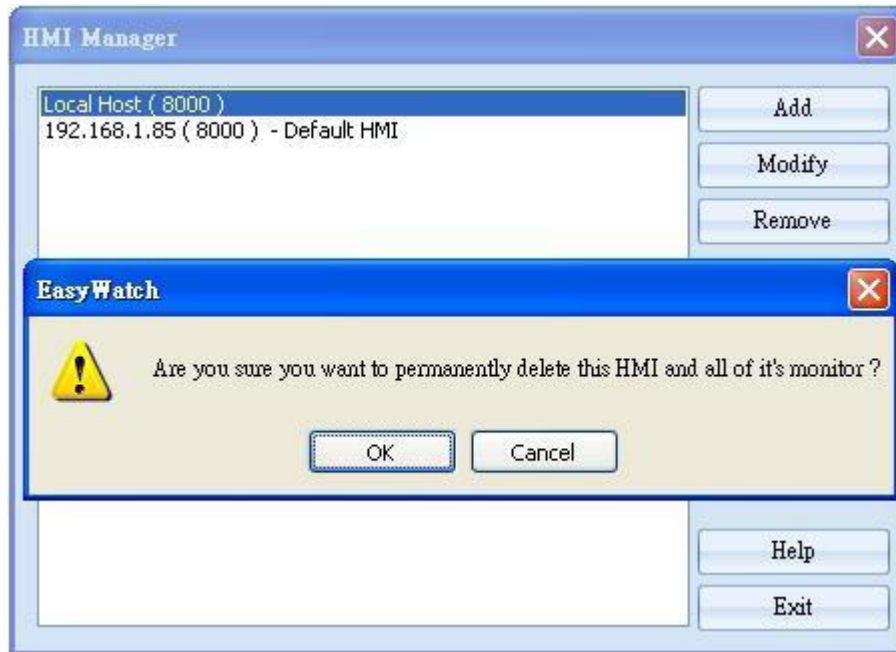 HMI Manager
Local Host ( 8000 )
192.168.1.85 ( 8000 )  - Default HMI
Add
Modify
Remove
EasyWatch
Are you sure you want to permanently delete this HMI and all of it's monitor ?
OK
Cancel
Help
Exit